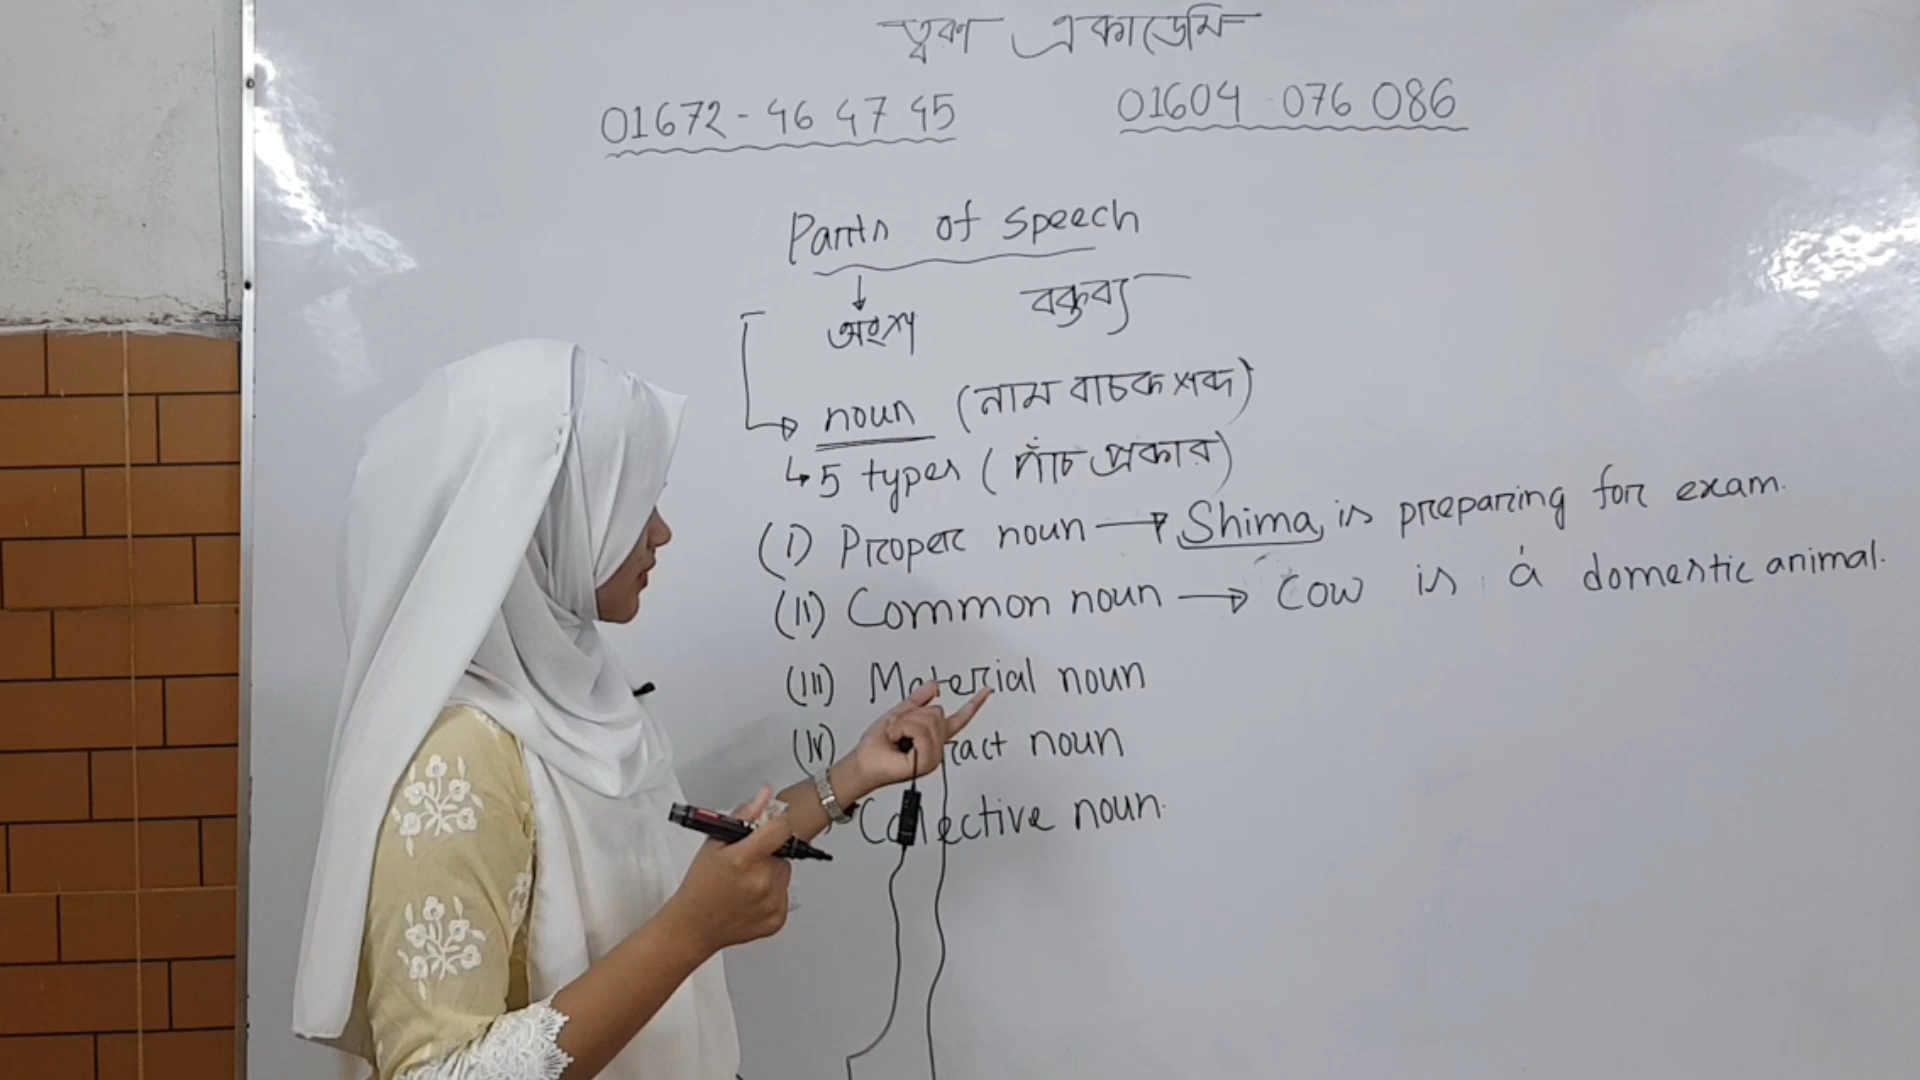 ত্বকা একাডেমি
01672-46 47 45
01604 076 086
Parts of speech
অংশ বক্তব্য
noun (নাম বাচক শব্দ)
5 types (পাঁচ প্রকার)
(I) Proper noun → Shima is preparing for exam.
(II) Common noun → Cow is a domestic animal.
(III) Material noun
(IV) ract noun
Collective noun.